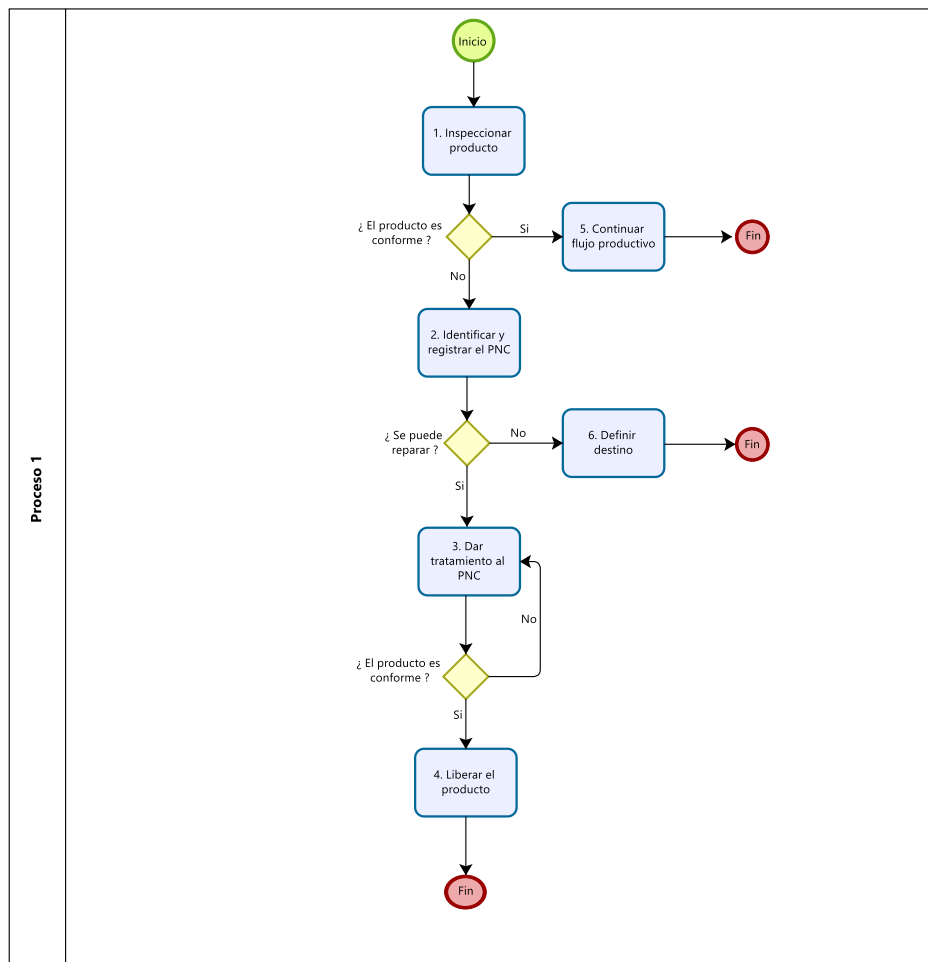 Proceso 1
Inicio
1. Inspeccionar
producto
¿ El producto es
conforme ?
Si
5. Continuar
flujo productivo
Fin
No
2. Identificar y
registrar el PNC
¿ Se puede
reparar ?
No
6. Definir
destino
Fin
Si
3. Dar
tratamiento al
PNC
No
¿ El producto es
conforme ?
Si
4. Liberar el
producto
Fin